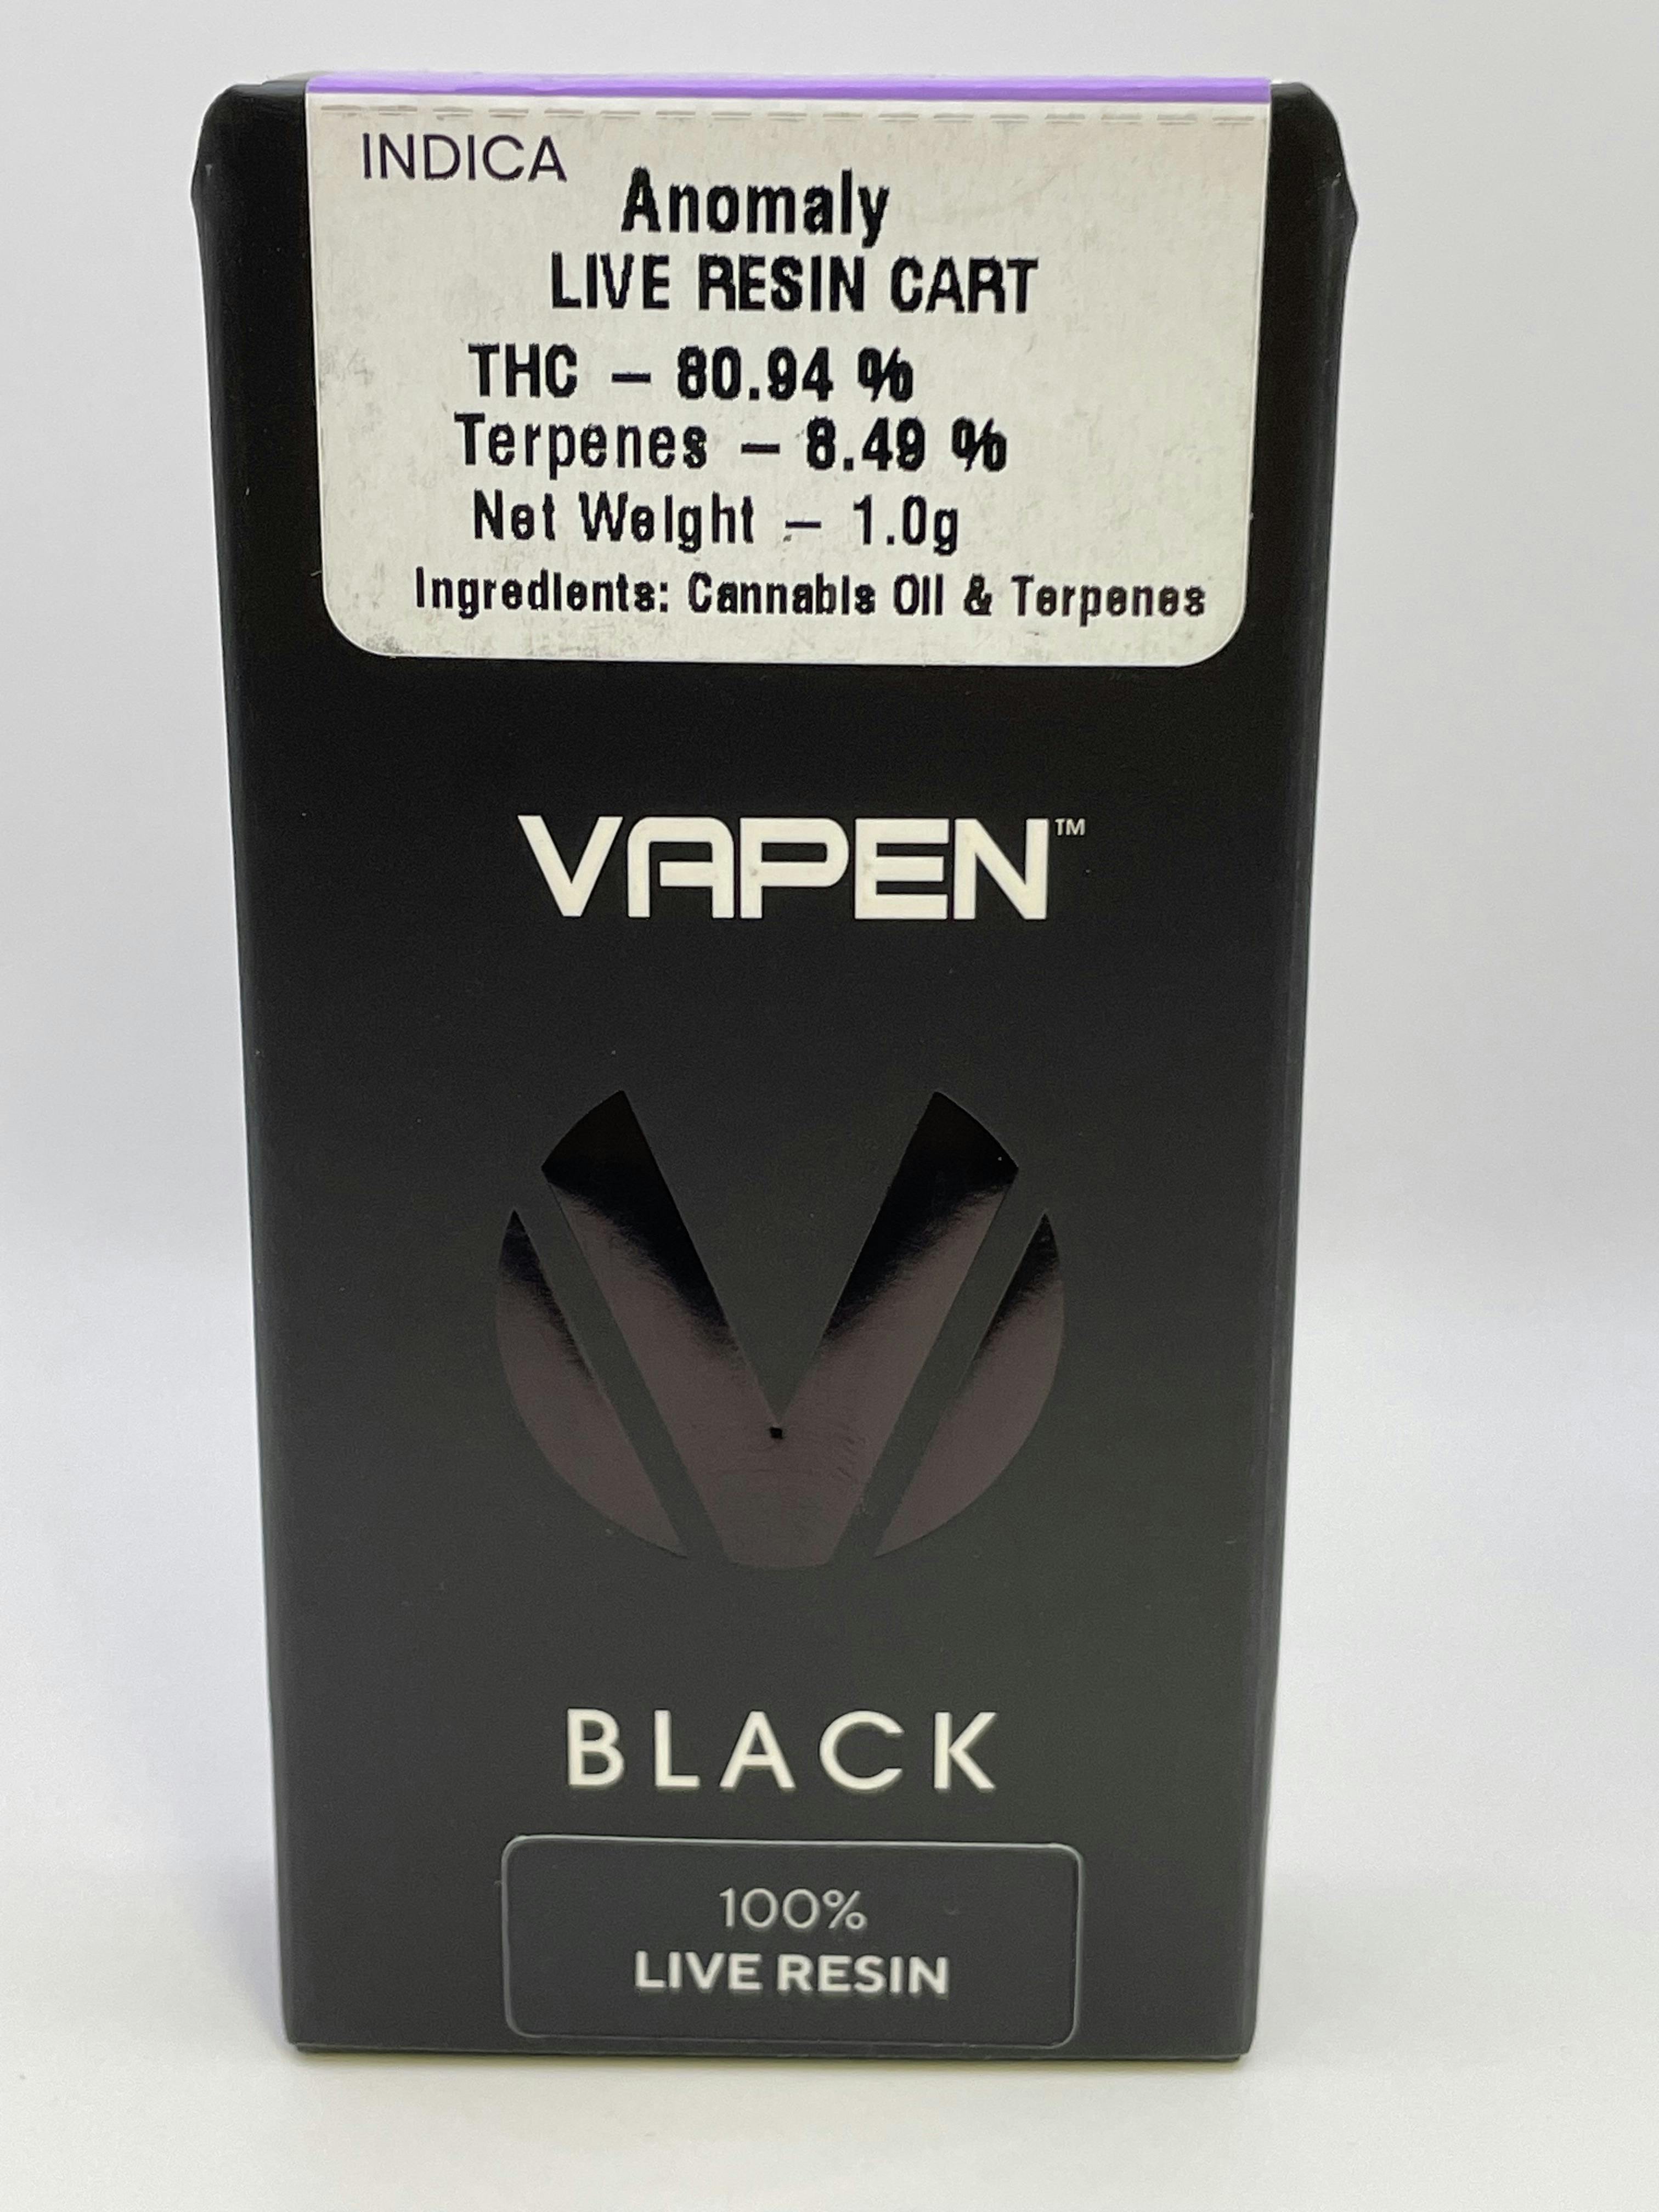 INDICA
Anomaly
LIVE RESIN CART
THC – 80.94 %
Terpenes – 8.49 %
Net Weight – 1.0g
Ingredients: Cannabis Oil & Terpenes
VAPEN™
BLACK
100%
LIVE RESIN